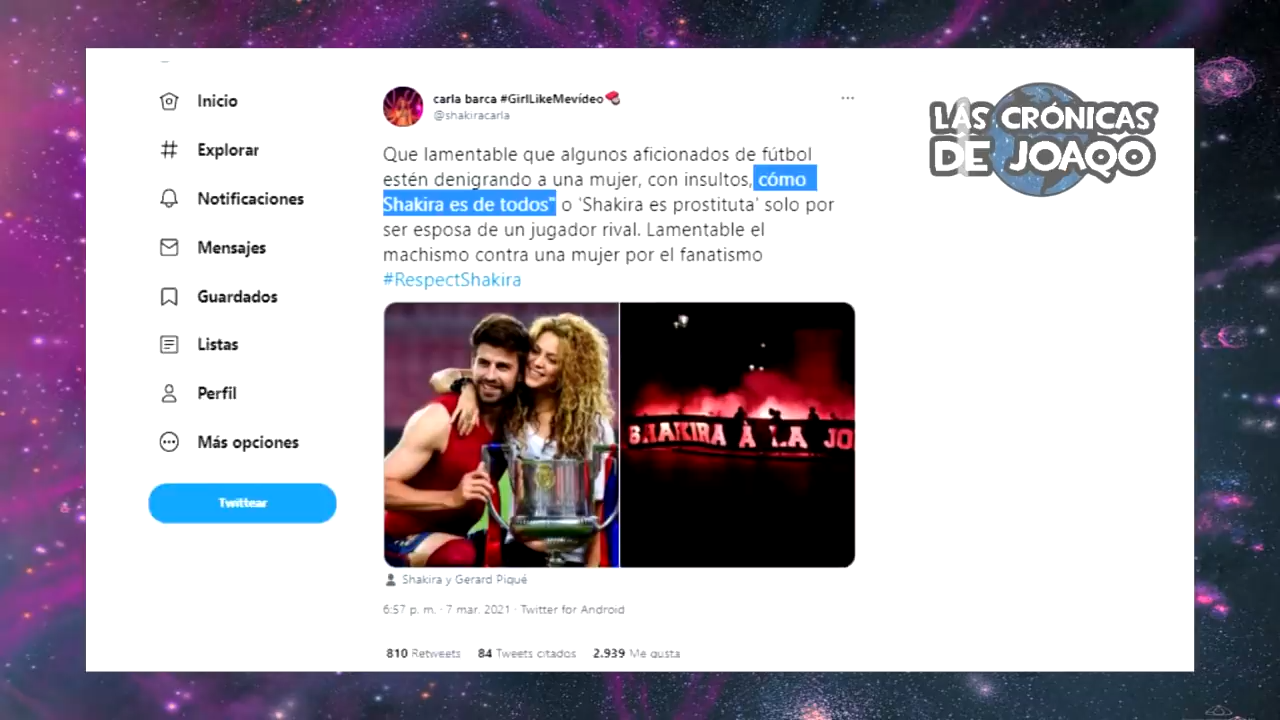 Inicio
Explorar
Notificaciones
Mensajes
Guardados
Listas
Perfil
Más opciones
Twittear
carla barca #GirlLikeMevídeo
@shakiracarla
Que lamentable que algunos aficionados de fútbol
estén denigrando a una mujer, con insultos, cómo
Shakira es de todos" o 'Shakira es prostituta' solo por
ser esposa de un jugador rival. Lamentable el
machismo contra una mujer por el fanatismo
#RespectShakira
SHAKIRA À LA JO
Shakira y Gerard Piqué
6:57 p. m. · 7 mar. 2021 · Twitter for Android
810 Retweets 84 Tweets citados 2.939 Me gusta
LAS CRÓNICAS
DE JOAQO